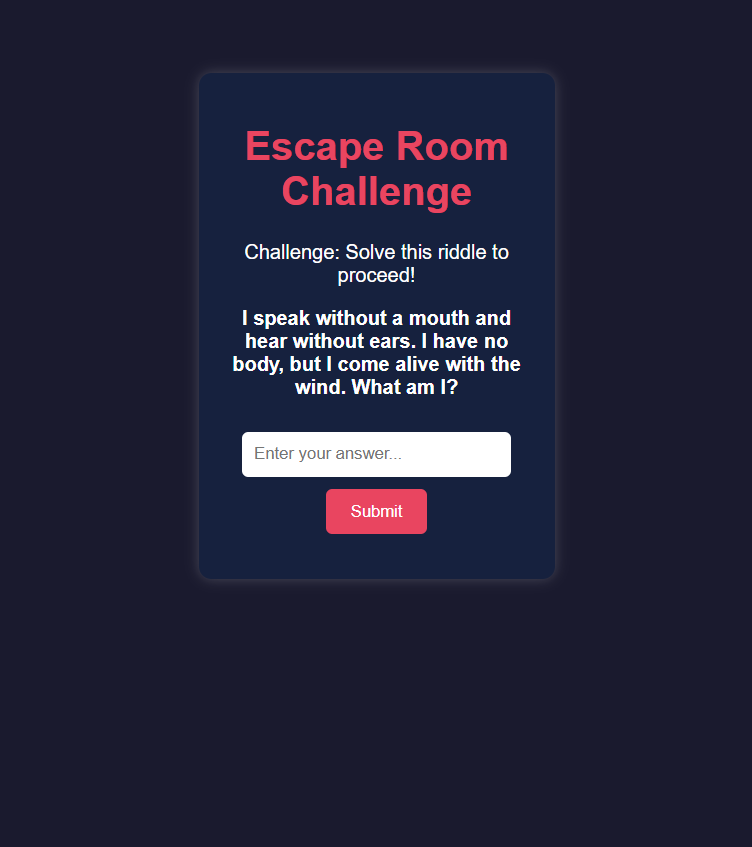 Escape Room
Challenge
Challenge: Solve this riddle to
proceed!
I speak without a mouth and
hear without ears. I have no
body, but I come alive with the
wind. What am I?
Enter your answer...
Submit